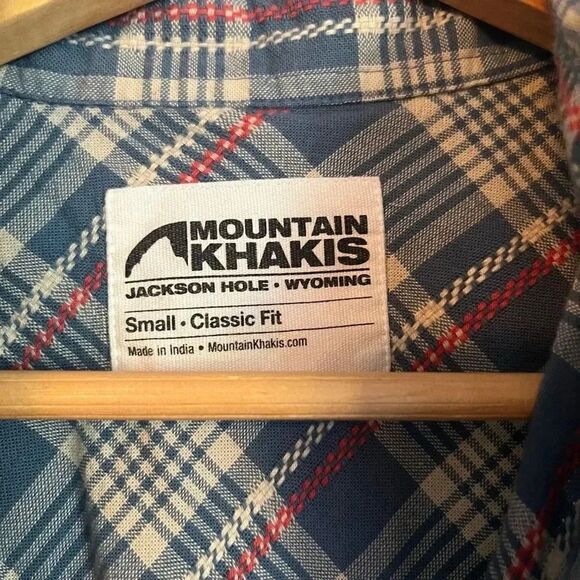 MOUNTAIN
KHAKIS
JACKSON HOLE • WYOMING
Small • Classic Fit
Made in India • MountainKhakis.com